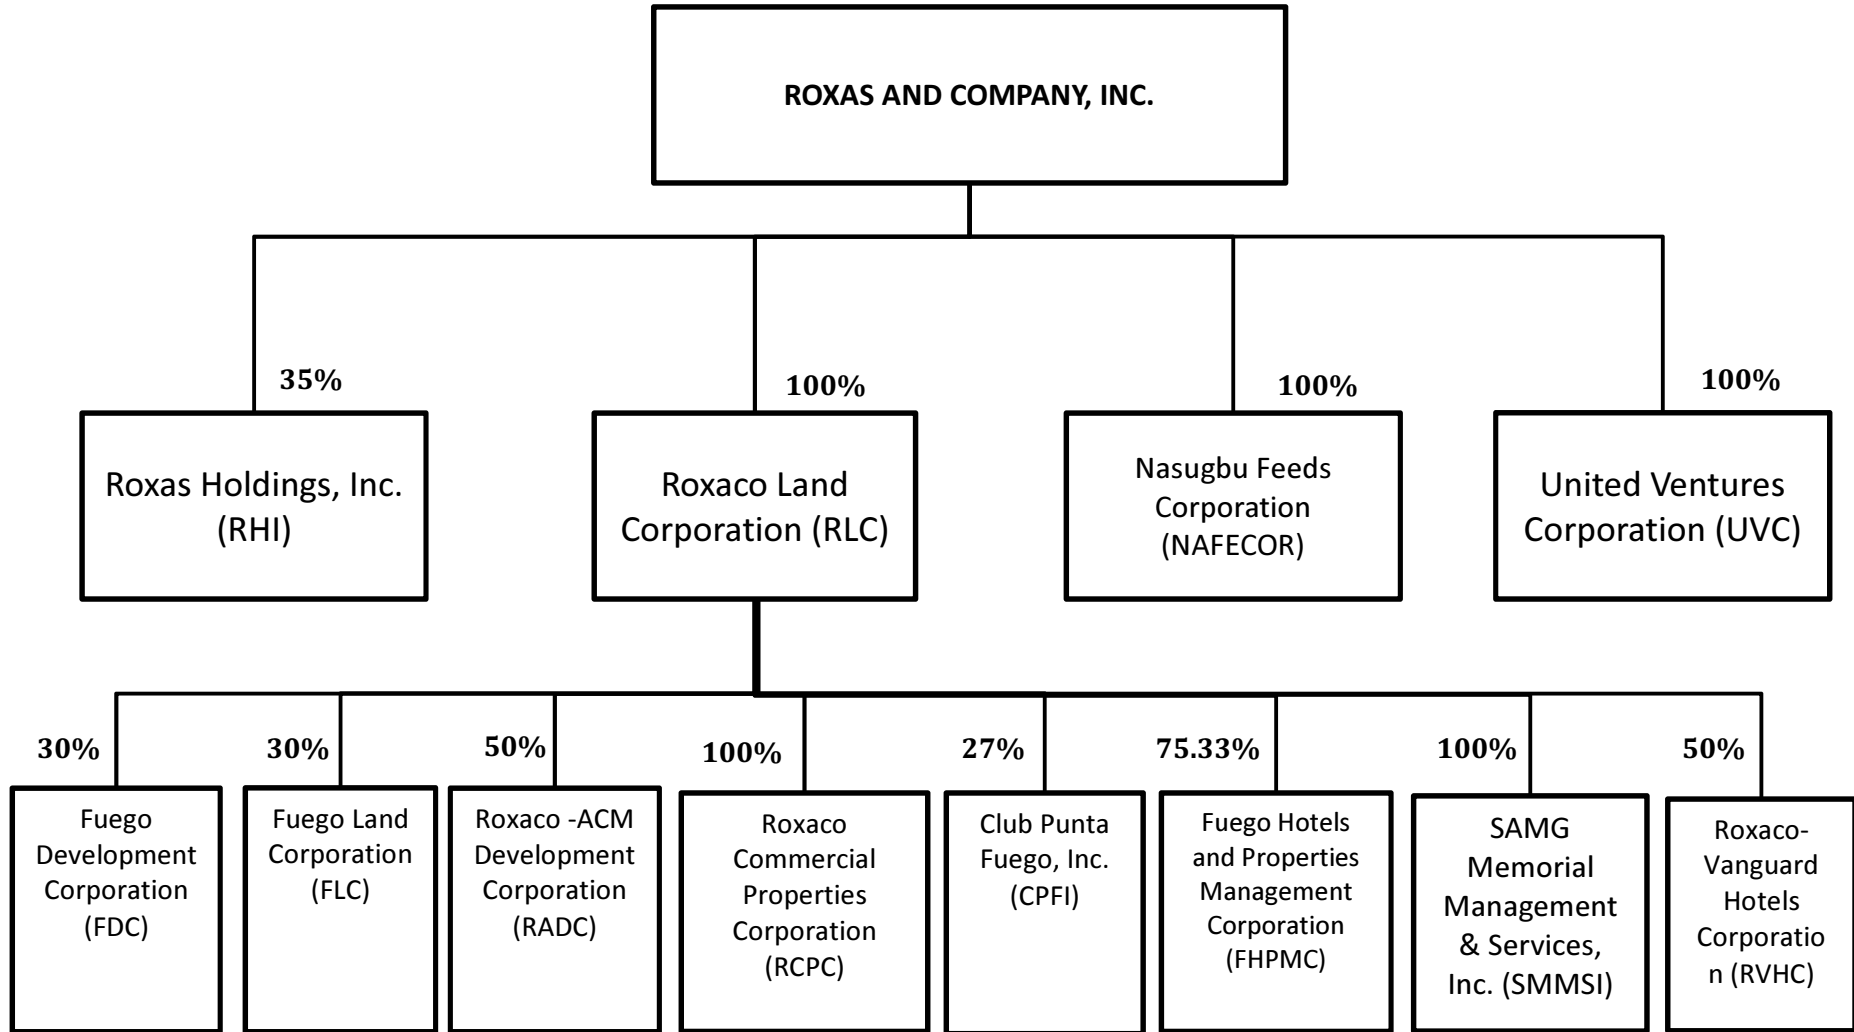 ROXAS AND COMPANY, INC.
35%
100%
100%
100%
Roxas Holdings, Inc.
(RHI)
Roxaco Land
Corporation (RLC)
Nasugbu Feeds
Corporation
(NAFECOR)
United Ventures
Corporation (UVC)
30%
30%
50%
100%
27%
75.33%
100%
50%
Fuego
Development
Corporation
(FDC)
Fuego Land
Corporation
(FLC)
Roxaco -ACM
Development
Corporation
(RADC)
Roxaco
Commercial
Properties
Corporation
(RCPC)
Club Punta
Fuego, Inc.
(CPFI)
Fuego Hotels
and Properties
Management
Corporation
(FHPMC)
SAMG
Memorial
Management
& Services,
Inc. (SMMSI)
Roxaco-
Vanguard
Hotels
Corporatio
n (RVHC)